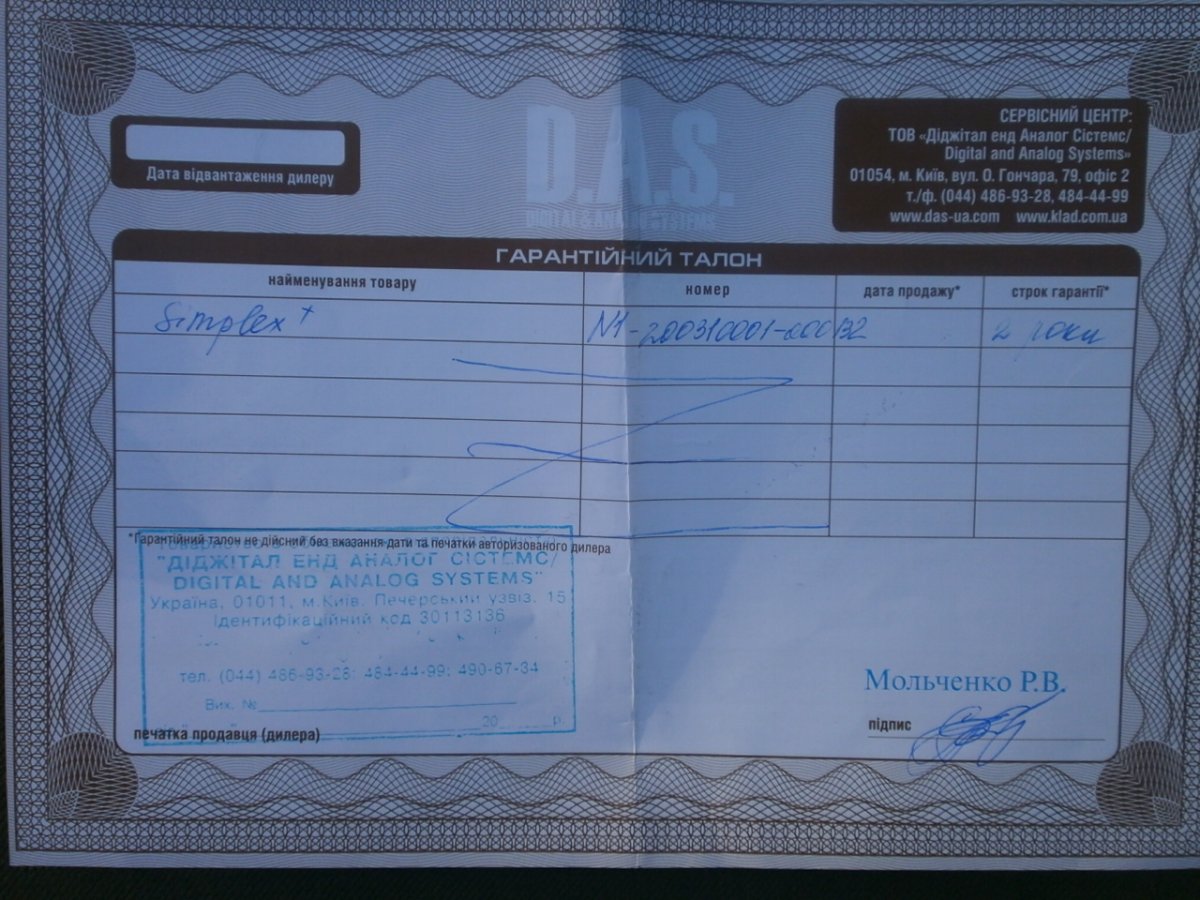 D.A.S.
DIGITAL & ANALOG SYSTEMS
Дата відвантаження дилеру
СЕРВІСНИЙ ЦЕНТР:
ТОВ «Діджітал енд Аналог Сістемс/
Digital and Analog Systems»
01054, м. Київ, вул. О. Гончара, 79, офіс 2
т./ф. (044) 486-93-28, 484-44-99
www.das-ua.com www.klad.com.ua
ГАРАНТІЙНИЙ ТАЛОН
найменування товару номер дата продажу* строк гарантії*
Simplex+ N1-200310001-000132 2 роки
*Гарантійний талон не дійсний без вказання дати та печатки авторизованого дилера
"ДІДЖІТАЛ ЕНД АНАЛОГ СІСТЕМС/
DIGITAL AND ANALOG SYSTEMS"
Україна, 01011, м.Київ, Печерський узвіз, 15
Ідентифікаційний код 30113136
тел. (044) 486-93-28; 484-44-99; 490-67-34
Вих. №
20 р.
печатка продавця (дилера)
Мольченко Р.В.
підпис